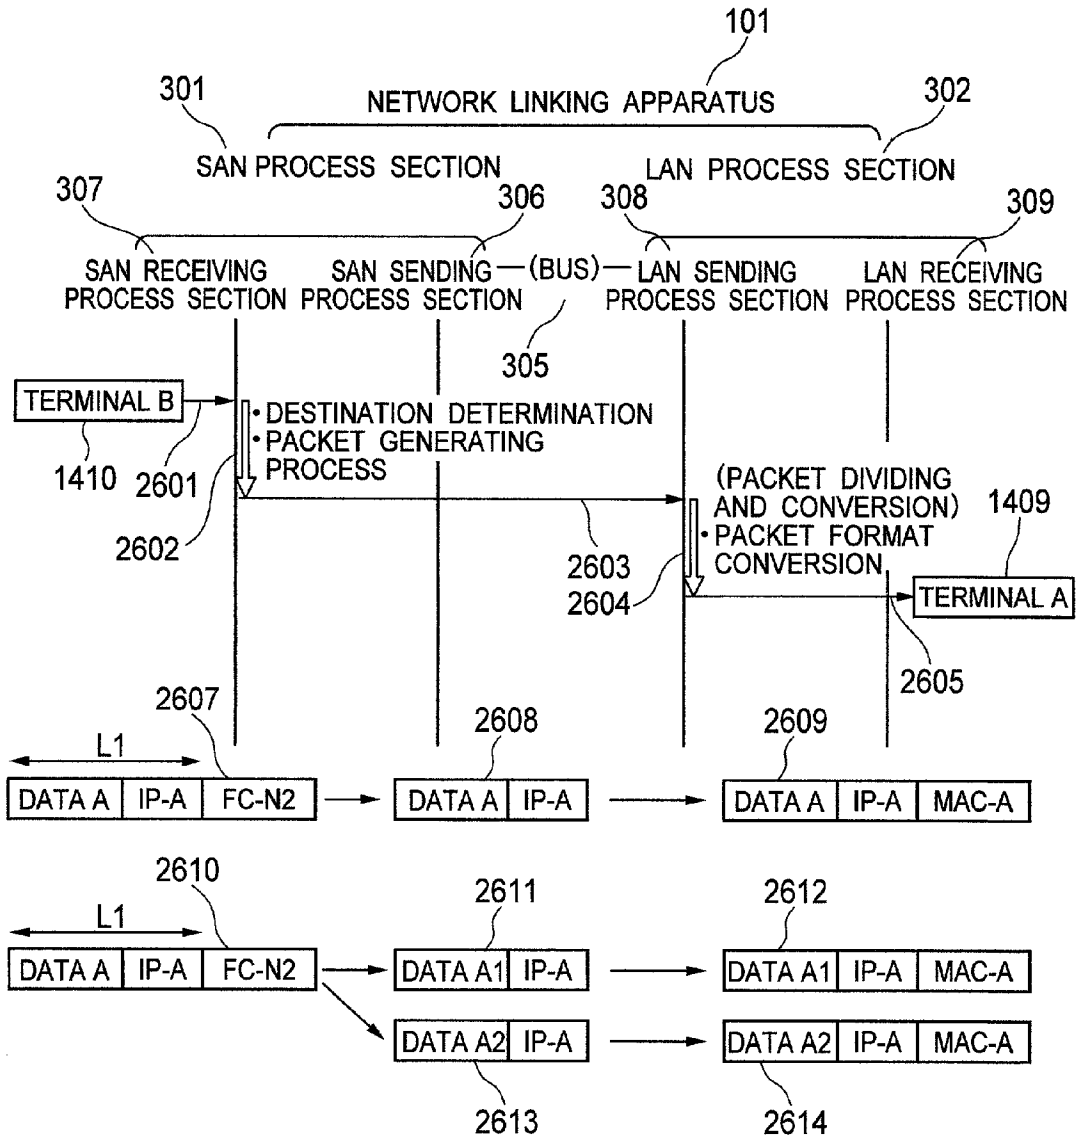 101
NETWORK LINKING APPARATUS
301
302
SAN PROCESS SECTION
LAN PROCESS SECTION
307
306
308
309
SAN RECEIVING
PROCESS SECTION
SAN SENDING
PROCESS SECTION
(BUS)
LAN SENDING
PROCESS SECTION
LAN RECEIVING
PROCESS SECTION
305
TERMINAL B
1410
2601
2602
・DESTINATION DETERMINATION
・PACKET GENERATING
PROCESS
2603
2604
(PACKET DIVIDING
AND CONVERSION)
・PACKET FORMAT
CONVERSION
1409
TERMINAL A
2605
2607
2608
2609
L1
DATA A IP-A FC-N2
DATA A IP-A
DATA A IP-A MAC-A
2610
2611
2612
L1
DATA A IP-A FC-N2
DATA A1 IP-A
DATA A1 IP-A MAC-A
DATA A2 IP-A
DATA A2 IP-A MAC-A
2613
2614